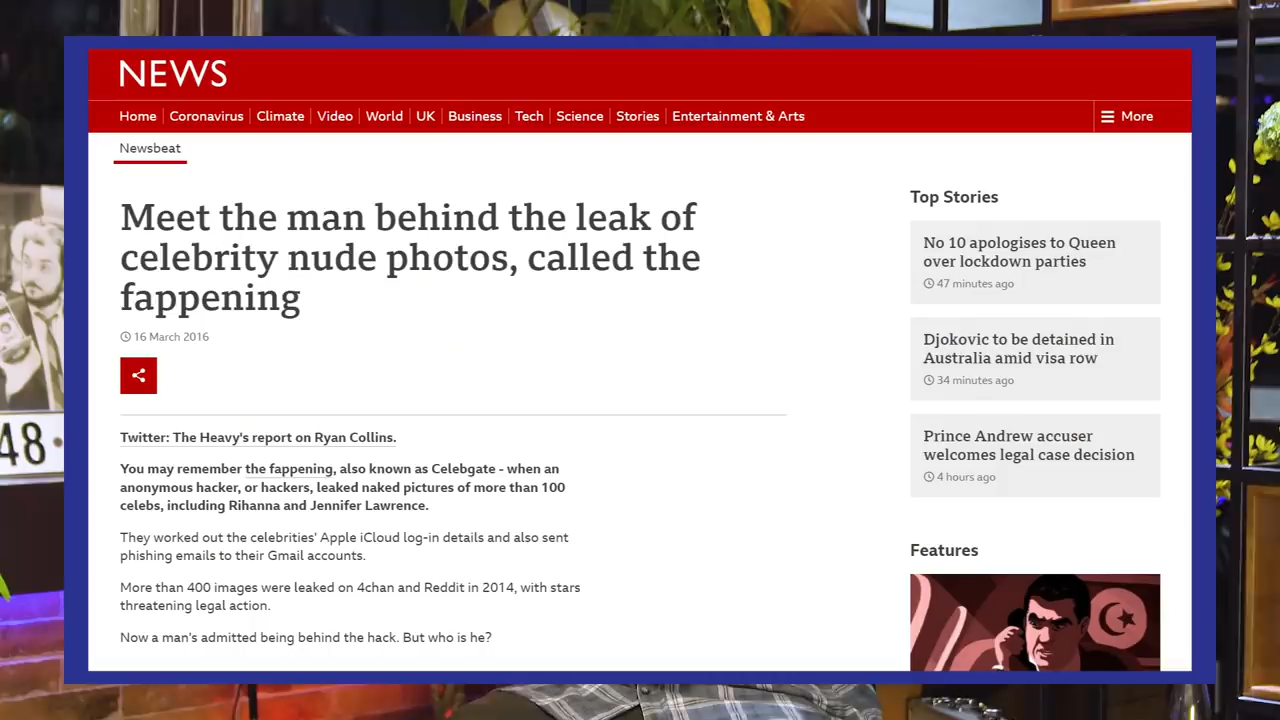 NEWS
Home
Coronavirus
Climate
Video
World
UK
Business
Tech
Science
Stories
Entertainment & Arts
More
Newsbeat
Meet the man behind the leak of
celebrity nude photos, called the
fappening
16 March 2016
Twitter: The Heavy's report on Ryan Collins.
You may remember the fappening, also known as Celebgate - when an
anonymous hacker, or hackers, leaked naked pictures of more than 100
celebs, including Rihanna and Jennifer Lawrence.
They worked out the celebrities' Apple iCloud log-in details and also sent
phishing emails to their Gmail accounts.
More than 400 images were leaked on 4chan and Reddit in 2014, with stars
threatening legal action.
Now a man's admitted being behind the hack. But who is he?
Top Stories
No 10 apologises to Queen
over lockdown parties
47 minutes ago
Djokovic to be detained in
Australia amid visa row
34 minutes ago
Prince Andrew accuser
welcomes legal case decision
4 hours ago
Features
48